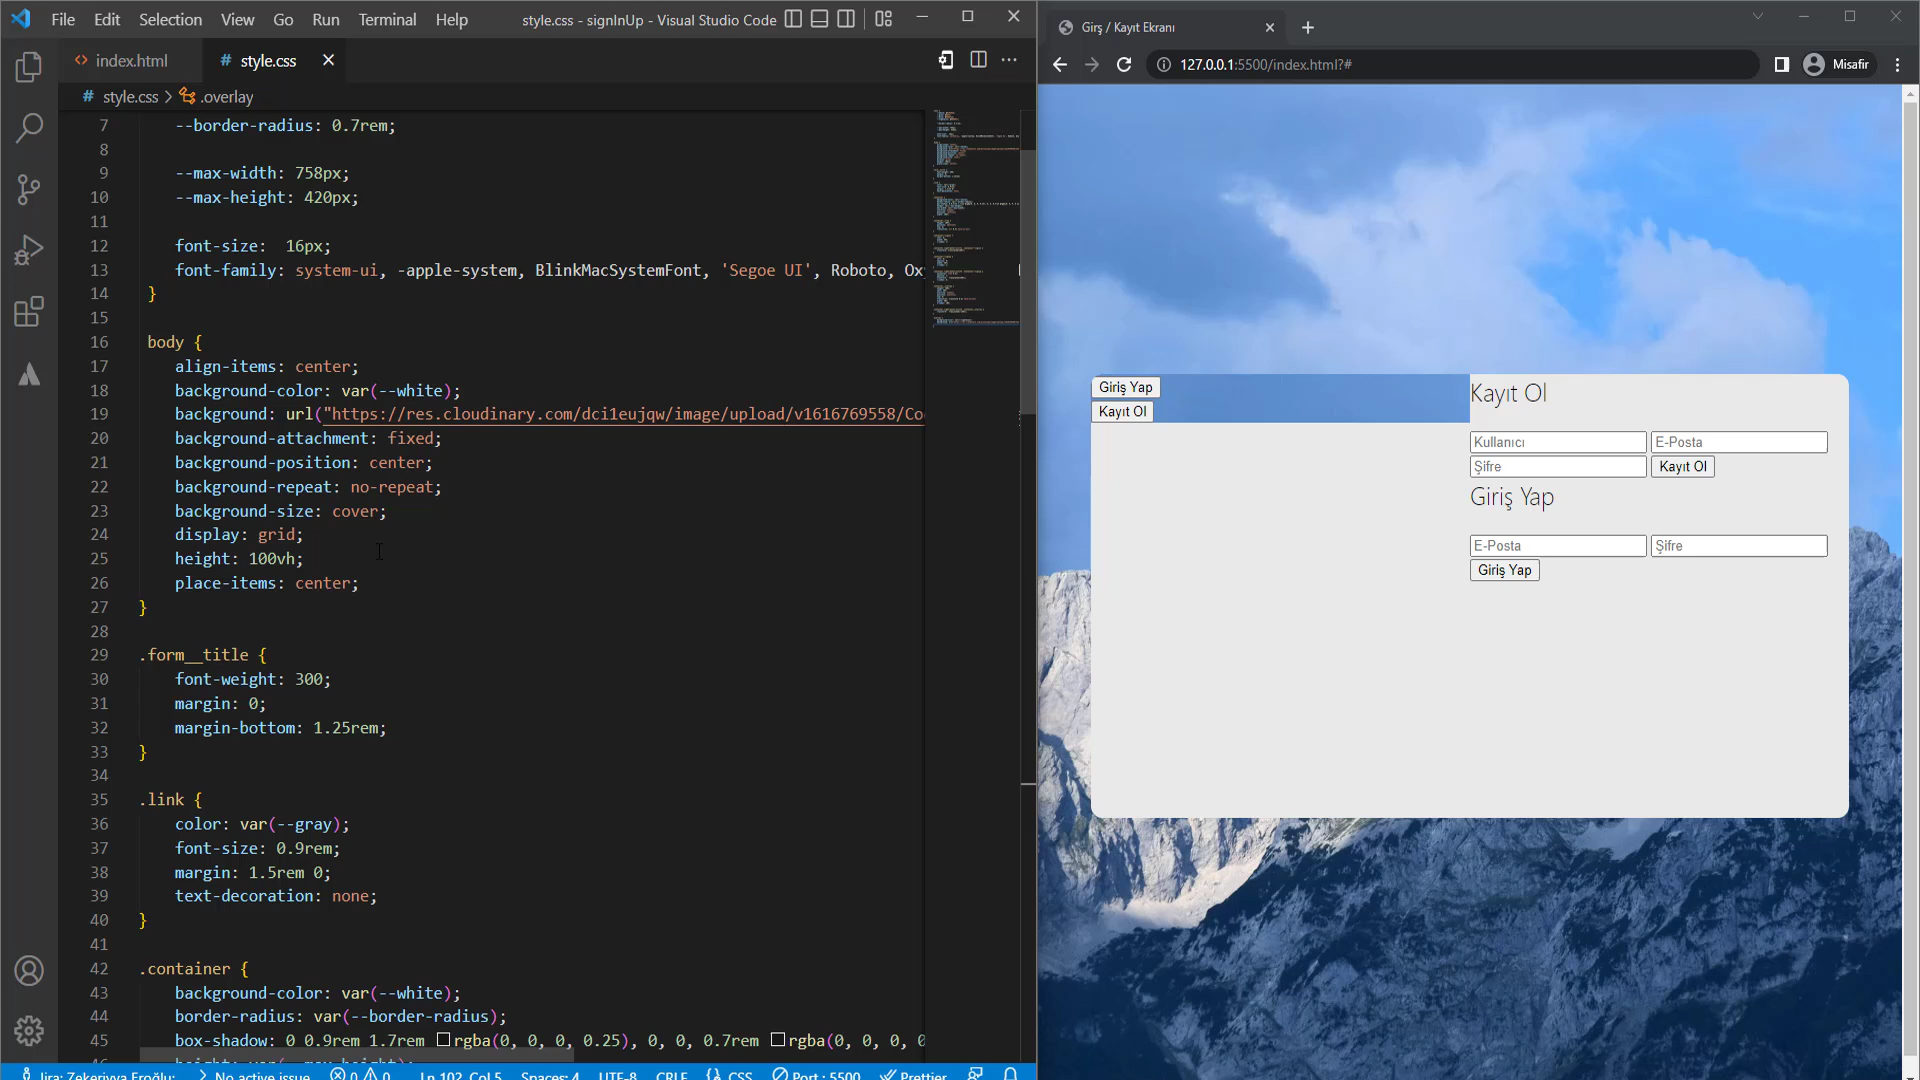 File Edit Selection View Go Run Terminal Help style.css - signInUp - Visual Studio Code
index.html style.css
style.css > .overlay
7 --border-radius: 0.7rem;
8
9 --max-width: 758px;
10 --max-height: 420px;
11
12 font-size: 16px;
13 font-family: system-ui, -apple-system, BlinkMacSystemFont, 'Segoe UI', Roboto,
14 }
15
16 body {
17 align-items: center;
18 background-color: var(--white);
19 background: url("https://res.cloudinary.com/dci1eujqw/image/upload/v1616769558/
20 background-attachment: fixed;
21 background-position: center;
22 background-repeat: no-repeat;
23 background-size: cover;
24 display: grid;
25 height: 100vh;
26 place-items: center;
27 }
28
29 .form__title {
30 font-weight: 300;
31 margin: 0;
32 margin-bottom: 1.25rem;
33 }
34
35 .link {
36 color: var(--gray);
37 font-size: 0.9rem;
38 margin: 1.5rem 0;
39 text-decoration: none;
40 }
41
42 .container {
43 background-color: var(--white);
44 border-radius: var(--border-radius);
45 box-shadow: 0 0.9rem 1.7rem rgba(0, 0, 0, 0.25), 0, 0, 0.7rem rgba(0, 0, 0,
Jira: Zekeriyya Eroğlu: No active issue 0 0 Ln 102, Col 5 Spaces: 4 UTF-8 CRLF {} CSS Port : 5500 Prettier
Girş / Kayıt Ekranı
127.0.0.1:5500/index.html?# Misafir
Giriş Yap
Kayıt Ol
Kayıt Ol
Kullanıcı E-Posta
Şifre Kayıt Ol
Giriş Yap
E-Posta Şifre
Giriş Yap